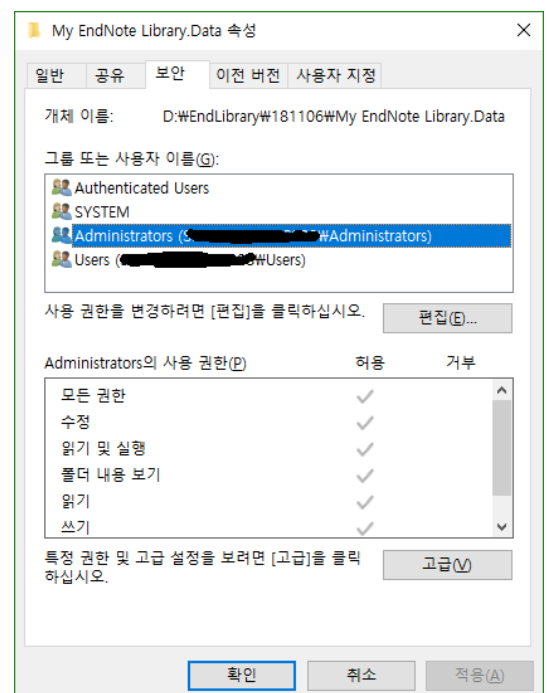 My EndNote Library.Data 속성
일반 공유 보안 이전 버전 사용자 지정
개체 이름: D:₩EndLibrary₩181106₩My EndNote Library.Data
그룹 또는 사용자 이름(G):
Authenticated Users
SYSTEM
Administrators (S ₩Administrators)
Users ( ₩Users)
사용 권한을 변경하려면 [편집]을 클릭하십시오. 편집(E)...
Administrators의 사용 권한(P) 허용 거부
모든 권한
수정
읽기 및 실행
폴더 내용 보기
읽기
쓰기
특정 권한 및 고급 설정을 보려면 [고급]을 클릭
하십시오. 고급(V)
확인 취소 적용(A)